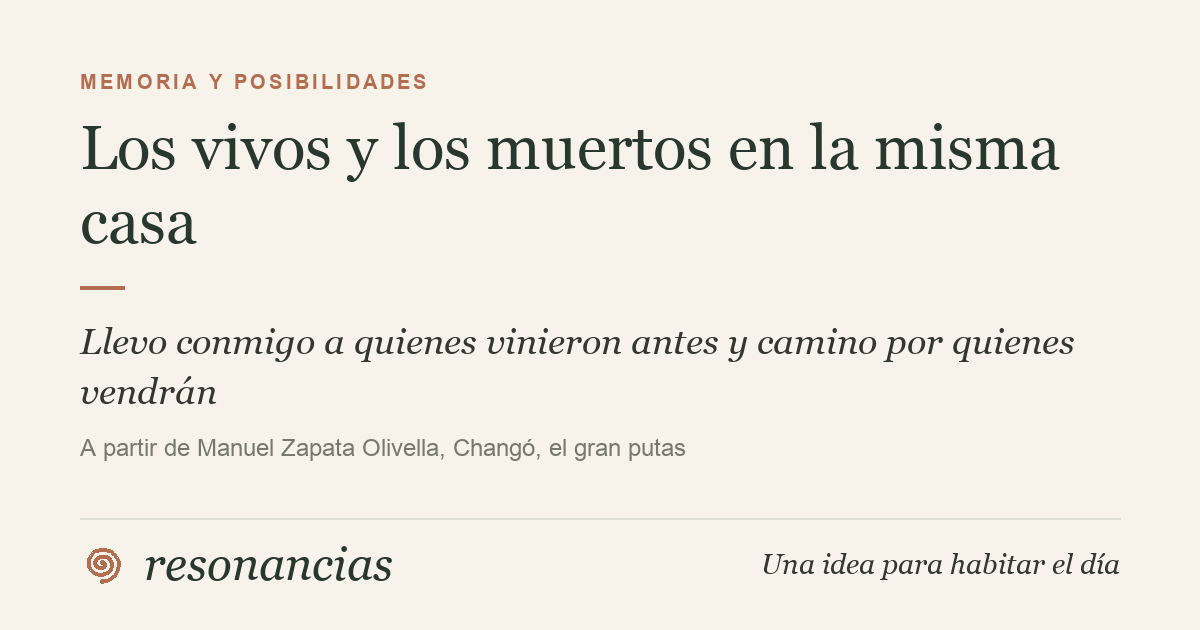 MEMORIA Y POSIBILIDADES
Los vivos y los muertos en la misma
casa
Llevo conmigo a quienes vinieron antes y camino por quienes
vendrán
A partir de Manuel Zapata Olivella, Changó, el gran putas
resonancias
Una idea para habitar el día